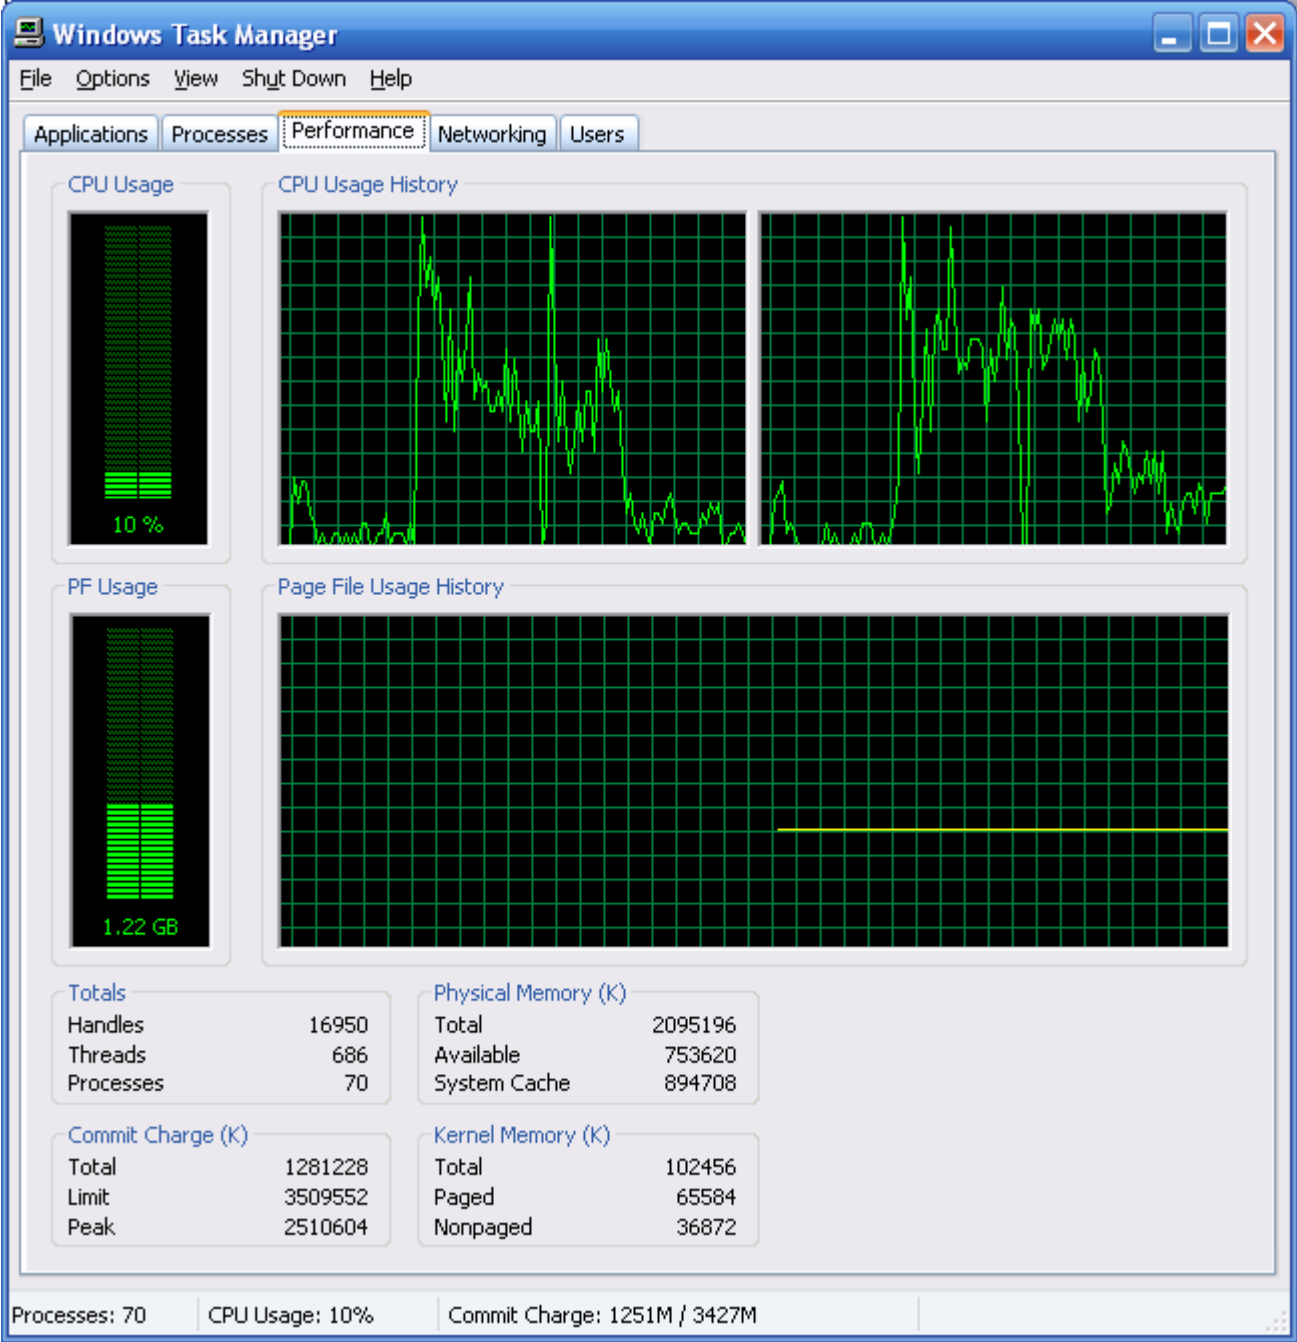 Windows Task Manager
File Options View Shut Down Help
Applications Processes Performance Networking Users
CPU Usage CPU Usage History
10 %
PF Usage Page File Usage History
1.22 GB
Totals
Handles 16950
Threads 686
Processes 70
Physical Memory (K)
Total 2095196
Available 753620
System Cache 894708
Commit Charge (K)
Total 1281228
Limit 3509552
Peak 2510604
Kernel Memory (K)
Total 102456
Paged 65584
Nonpaged 36872
Processes: 70 CPU Usage: 10% Commit Charge: 1251M / 3427M